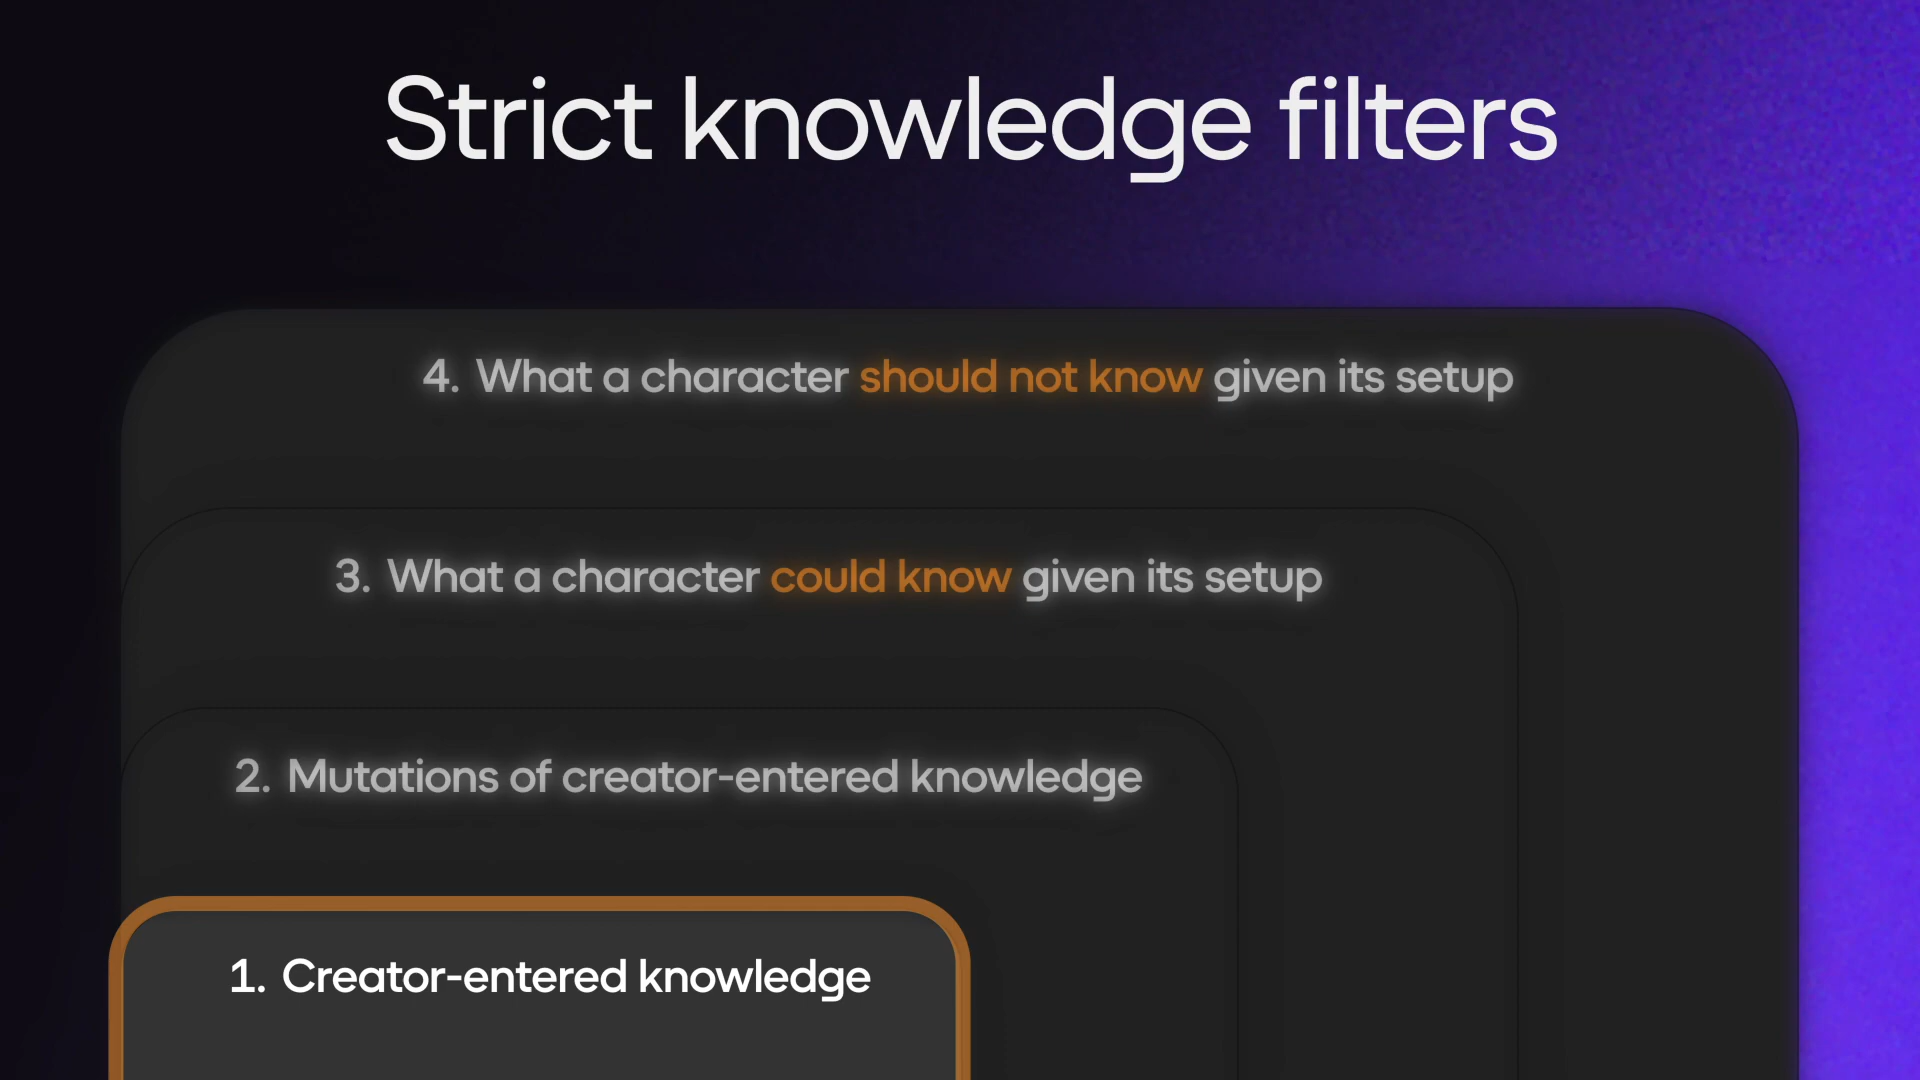 Strict knowledge filters
4. What a character should not know given its setup
3. What a character could know given its setup
2. Mutations of creator-entered knowledge
1. Creator-entered knowledge